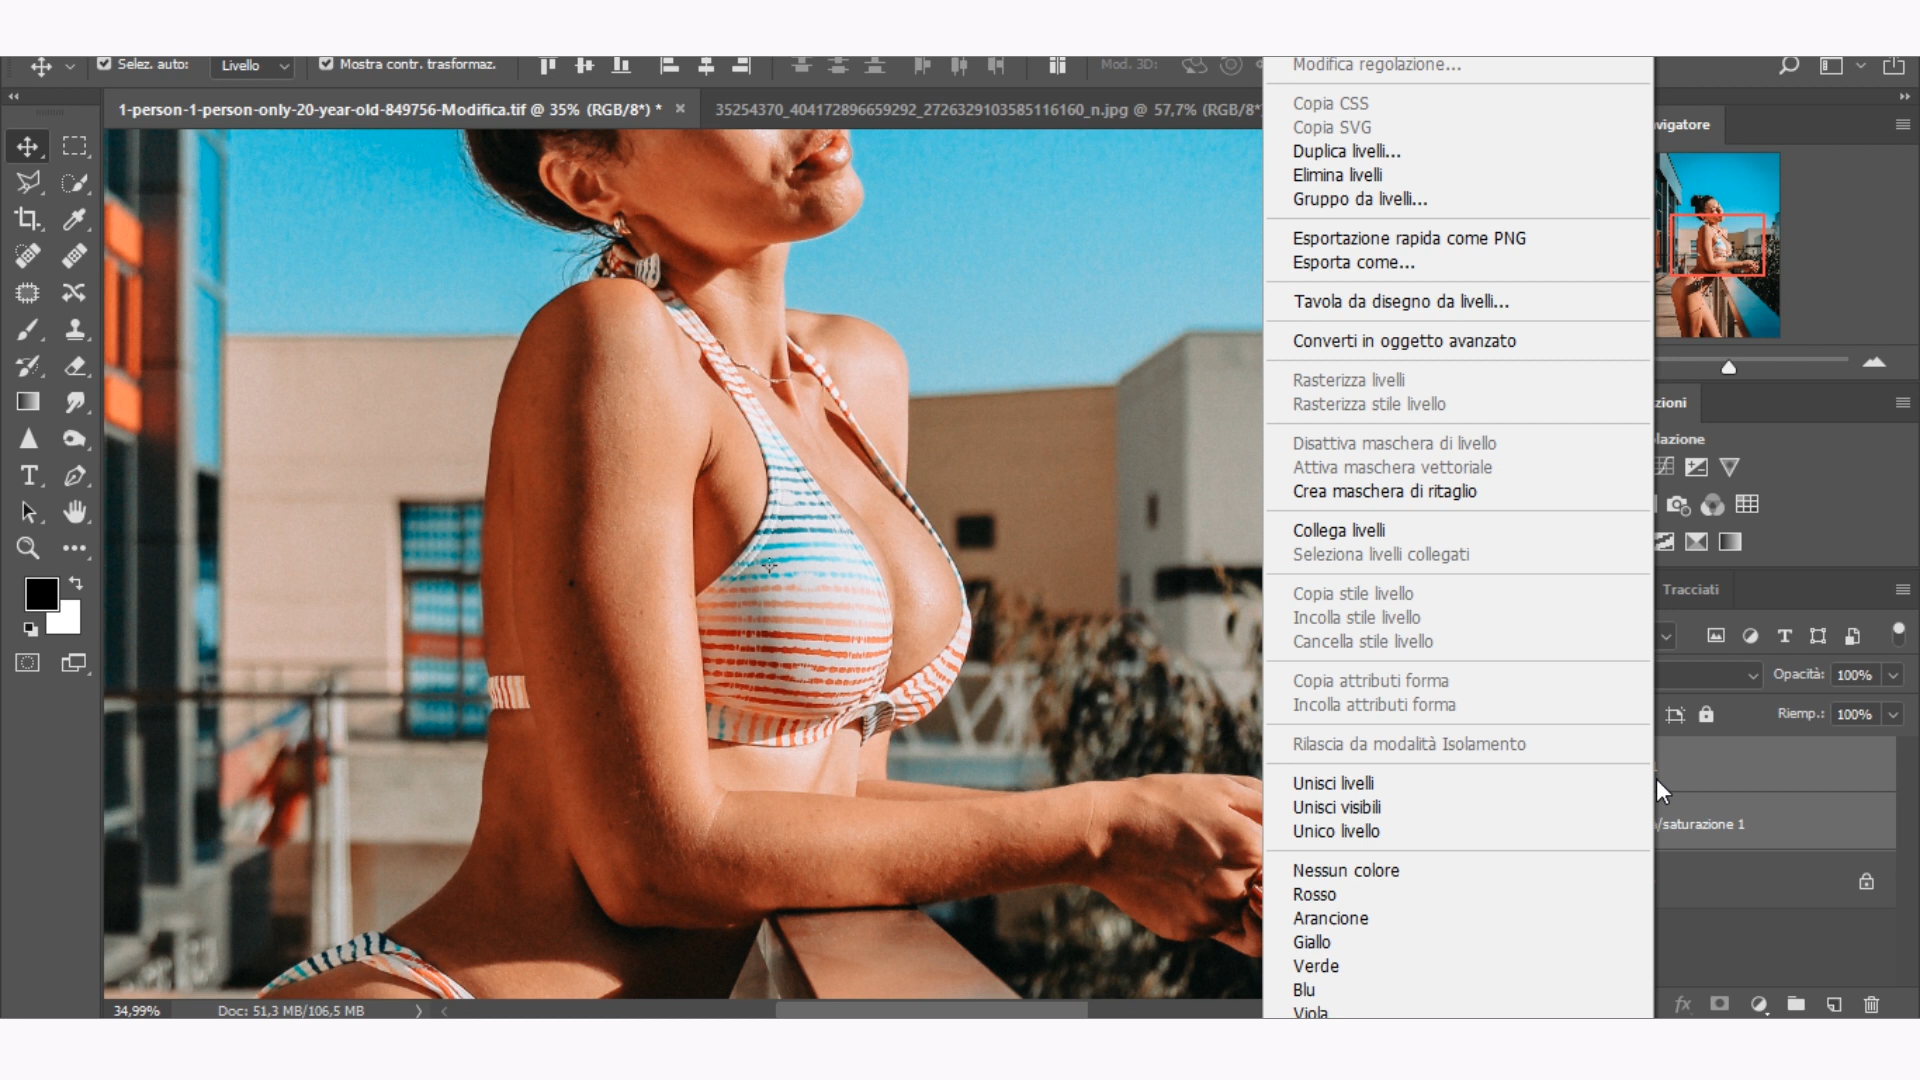 Selez. auto:
Livello
Mostra contr. trasformaz.
Mod. 3D:
1-person-1-person-only-20-year-old-849756-Modifica.tif @ 35% (RGB/8*) *
35254370_404172896659292_2726329103585116160_n.jpg @ 57,7% (RGB/8*
Modifica regolazione...
Copia CSS
Copia SVG
Duplica livelli...
Elimina livelli
Gruppo da livelli...
Esportazione rapida come PNG
Esporta come...
Tavola da disegno da livelli...
Converti in oggetto avanzato
Rasterizza livelli
Rasterizza stile livello
Disattiva maschera di livello
Attiva maschera vettoriale
Crea maschera di ritaglio
Collega livelli
Seleziona livelli collegati
Copia stile livello
Incolla stile livello
Cancella stile livello
Copia attributi forma
Incolla attributi forma
Rilascia da modalità Isolamento
Unisci livelli
Unisci visibili
Unico livello
Nessun colore
Rosso
Arancione
Giallo
Verde
Blu
Viola
vigatore
zioni
lazione
Tracciati
Opacità: 100%
Riemp.: 100%
/saturazione 1
34,99%
Doc: 51,3 MB/106,5 MB
fx